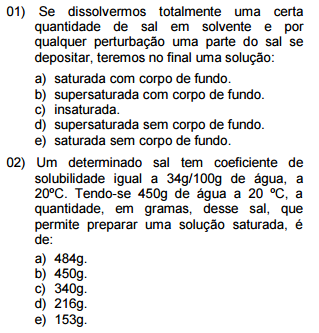 01) Se dissolvermos totalmente uma certa
quantidade de sal em solvente e por
qualquer perturbação uma parte do sal se
depositar, teremos no final uma solução:
a) saturada com corpo de fundo.
b) supersaturada com corpo de fundo.
c) insaturada.
d) supersaturada sem corpo de fundo.
e) saturada sem corpo de fundo.
02) Um determinado sal tem coeficiente de
solubilidade igual a 34g/100g de água, a
20ºC. Tendo-se 450g de água a 20 ºC, a
quantidade, em gramas, desse sal, que
permite preparar uma solução saturada, é
de:
a) 484g.
b) 450g.
c) 340g.
d) 216g.
e) 153g.